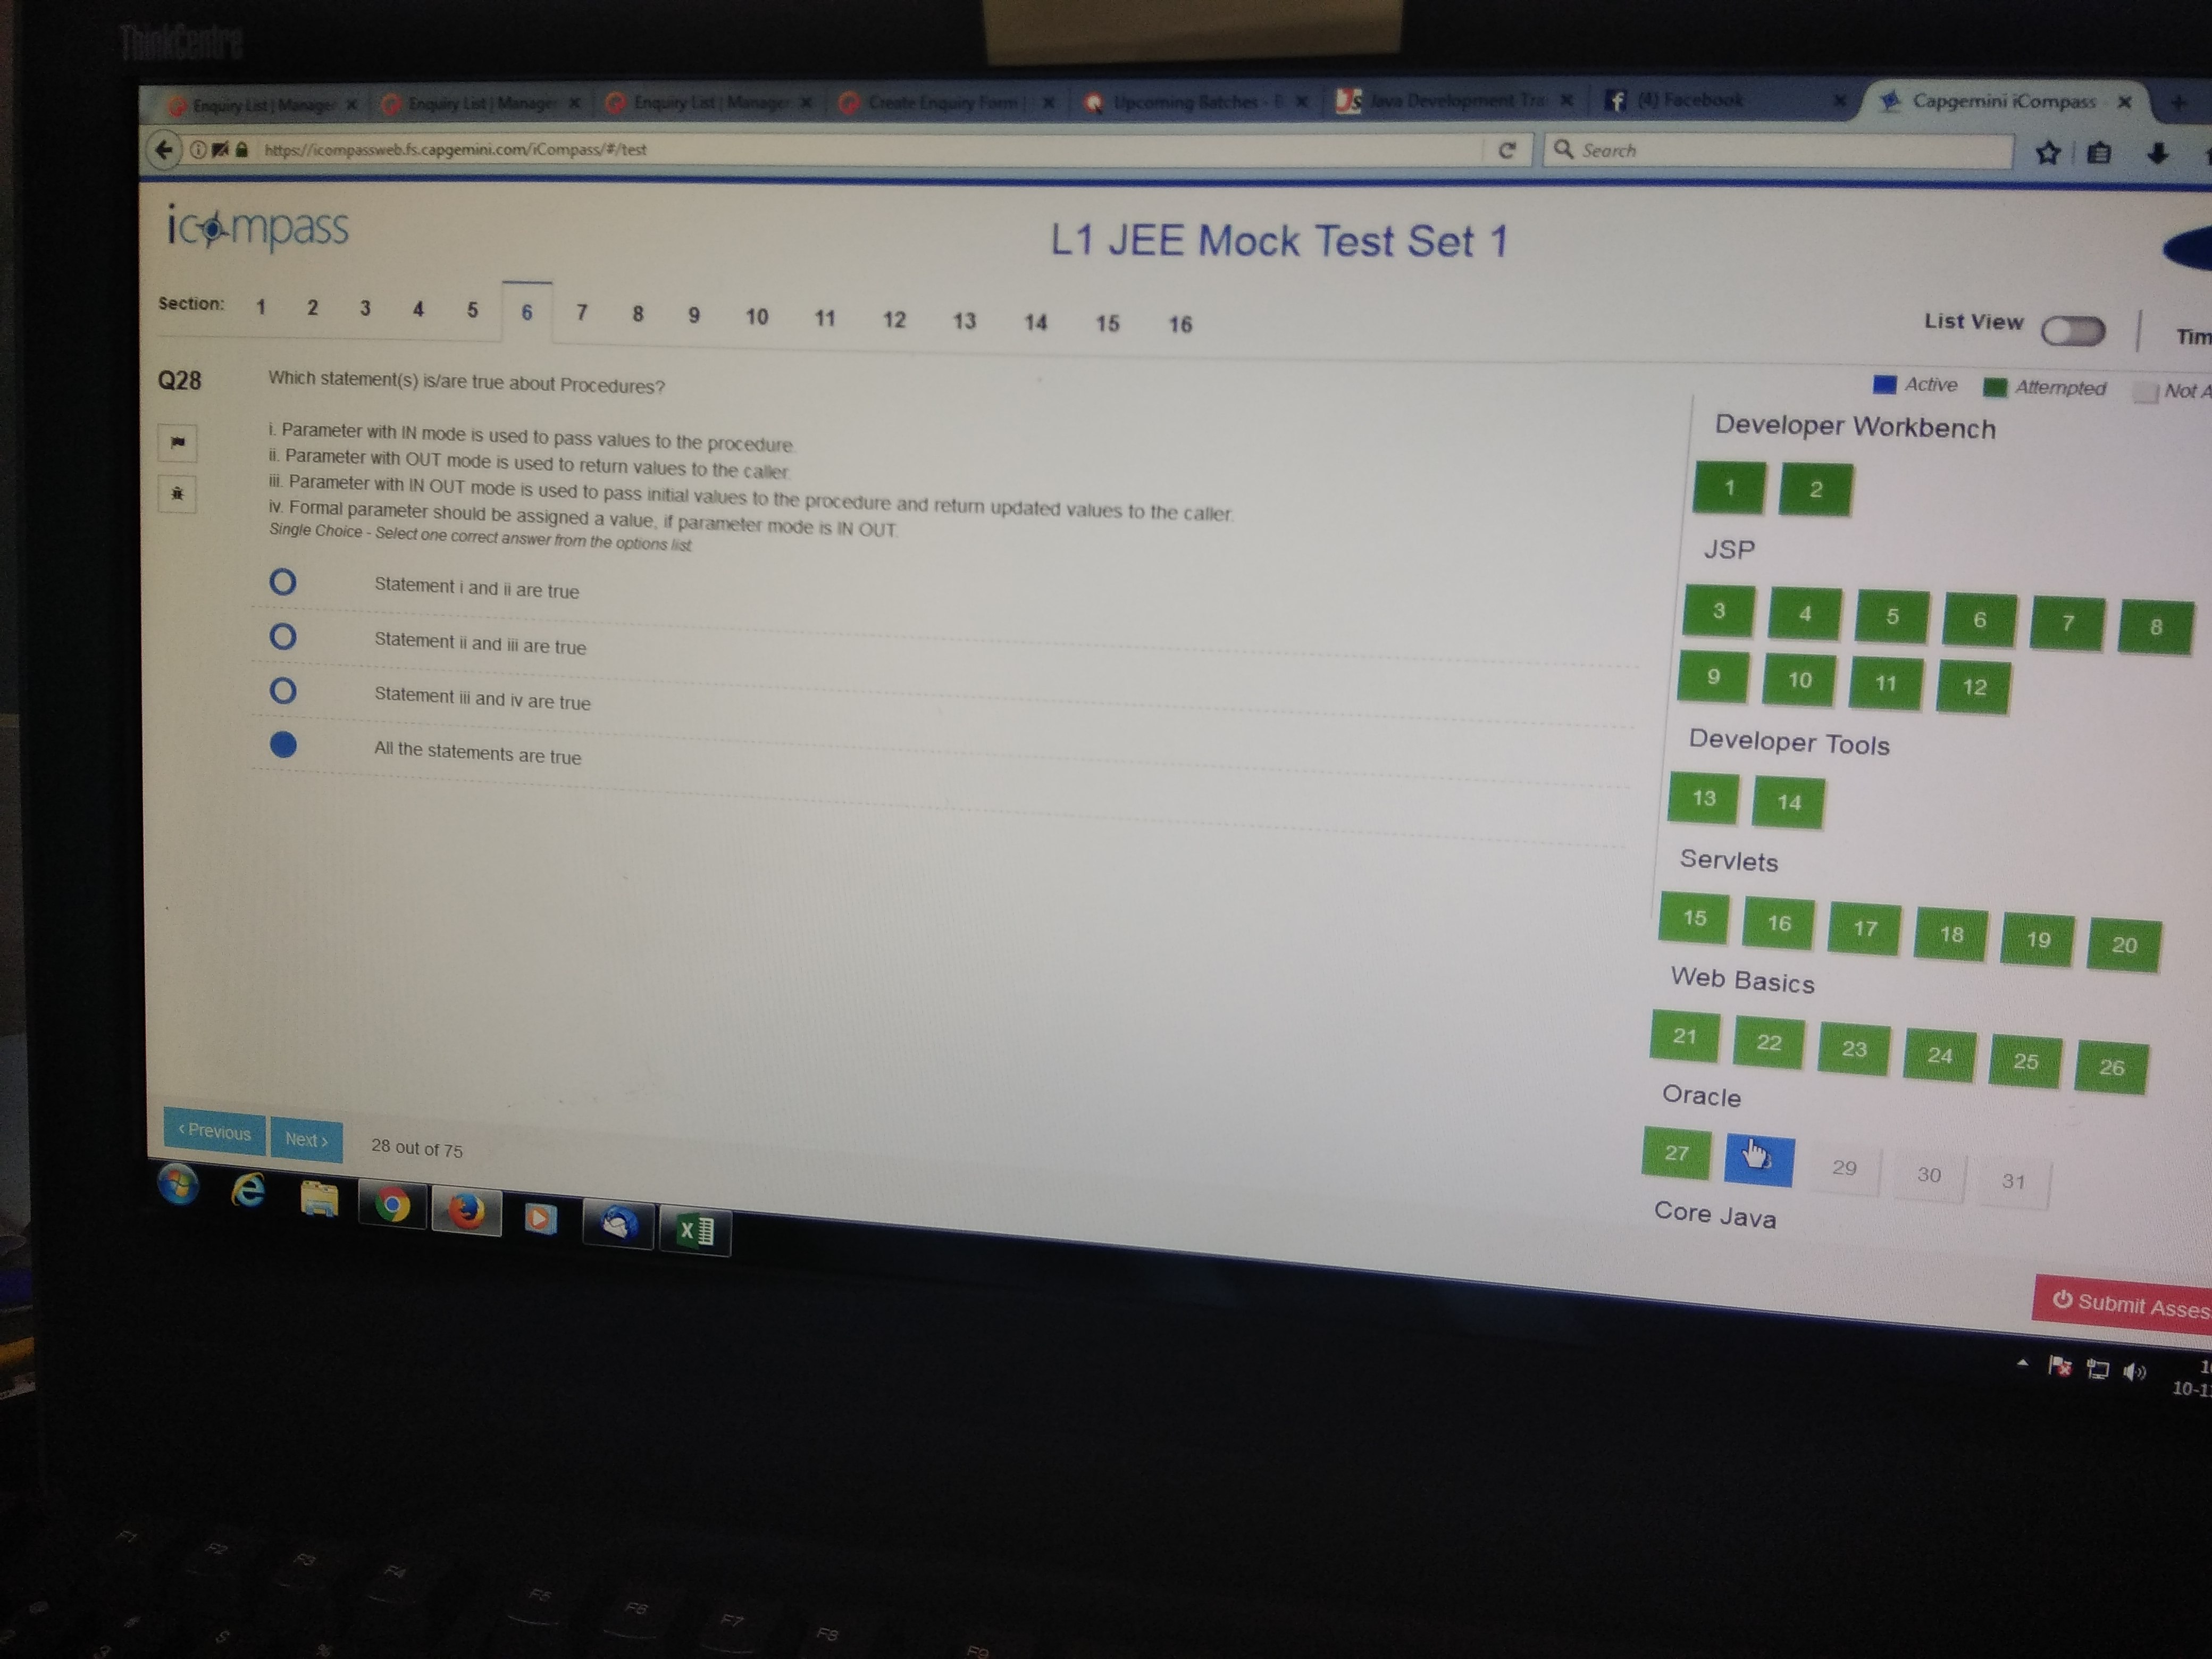 ThinkCentre
Enquiry List | Manager
Enquiry List | Manager
Enquiry List | Manager
Create Enquiry Form |
Upcoming Batches - B
Java Development Tra
(4) Facebook
Capgemini iCompass
https://icompassweb.fs.capgemini.com/iCompass/#/test
Search
icompass
L1 JEE Mock Test Set 1
Section: 1 2 3 4 5 6 7 8 9 10 11 12 13 14 15 16
List View
Tim
Active Attempted Not A
Q28
Which statement(s) is/are true about Procedures?
i. Parameter with IN mode is used to pass values to the procedure.
ii. Parameter with OUT mode is used to return values to the caller.
iii. Parameter with IN OUT mode is used to pass initial values to the procedure and return updated values to the caller.
iv. Formal parameter should be assigned a value, if parameter mode is IN OUT.
Single Choice - Select one correct answer from the options list
Statement i and ii are true
Statement ii and iii are true
Statement iii and iv are true
All the statements are true
Developer Workbench
1 2
JSP
3 4 5 6 7 8
9 10 11 12
Developer Tools
13 14
Servlets
15 16 17 18 19 20
Web Basics
21 22 23 24 25 26
Oracle
27 29 30 31
Core Java
‹ Previous
Next ›
28 out of 75
Submit Asses
10-1
F1 F2 F3 F4 F5 F6 F7 F8 F9
# $ %
3